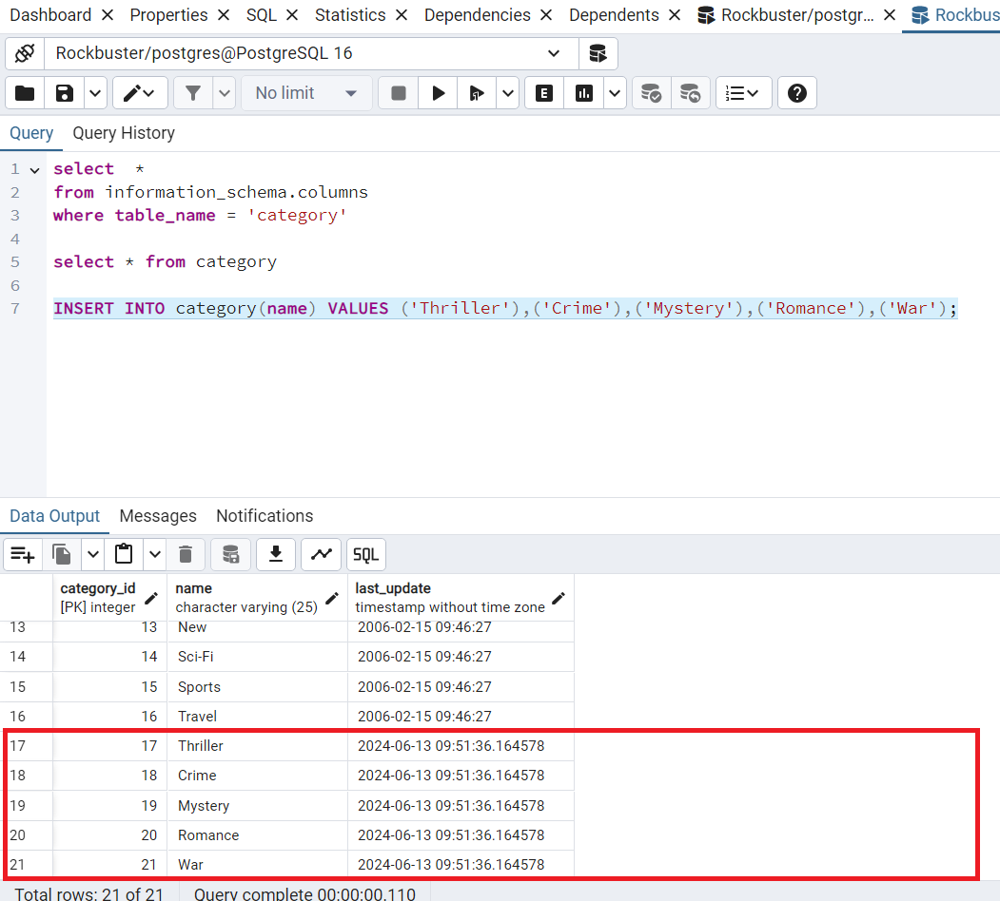 Dashboard × Properties × SQL × Statistics × Dependencies × Dependents × Rockbuster/postgr... × Rockbus
Rockbuster/postgres@PostgreSQL 16
No limit E
Query Query History
1 select *
2 from information_schema.columns
3 where table_name = 'category'
4
5 select * from category
6
7 INSERT INTO category(name) VALUES ('Thriller'),('Crime'),('Mystery'),('Romance'),('War');
Data Output Messages Notifications
SQL
category_id name last_update
[PK] integer character varying (25) timestamp without time zone
13 13 New 2006-02-15 09:46:27
14 14 Sci-Fi 2006-02-15 09:46:27
15 15 Sports 2006-02-15 09:46:27
16 16 Travel 2006-02-15 09:46:27
17 17 Thriller 2024-06-13 09:51:36.164578
18 18 Crime 2024-06-13 09:51:36.164578
19 19 Mystery 2024-06-13 09:51:36.164578
20 20 Romance 2024-06-13 09:51:36.164578
21 21 War 2024-06-13 09:51:36.164578
Total rows: 21 of 21 Query complete 00:00:00.110